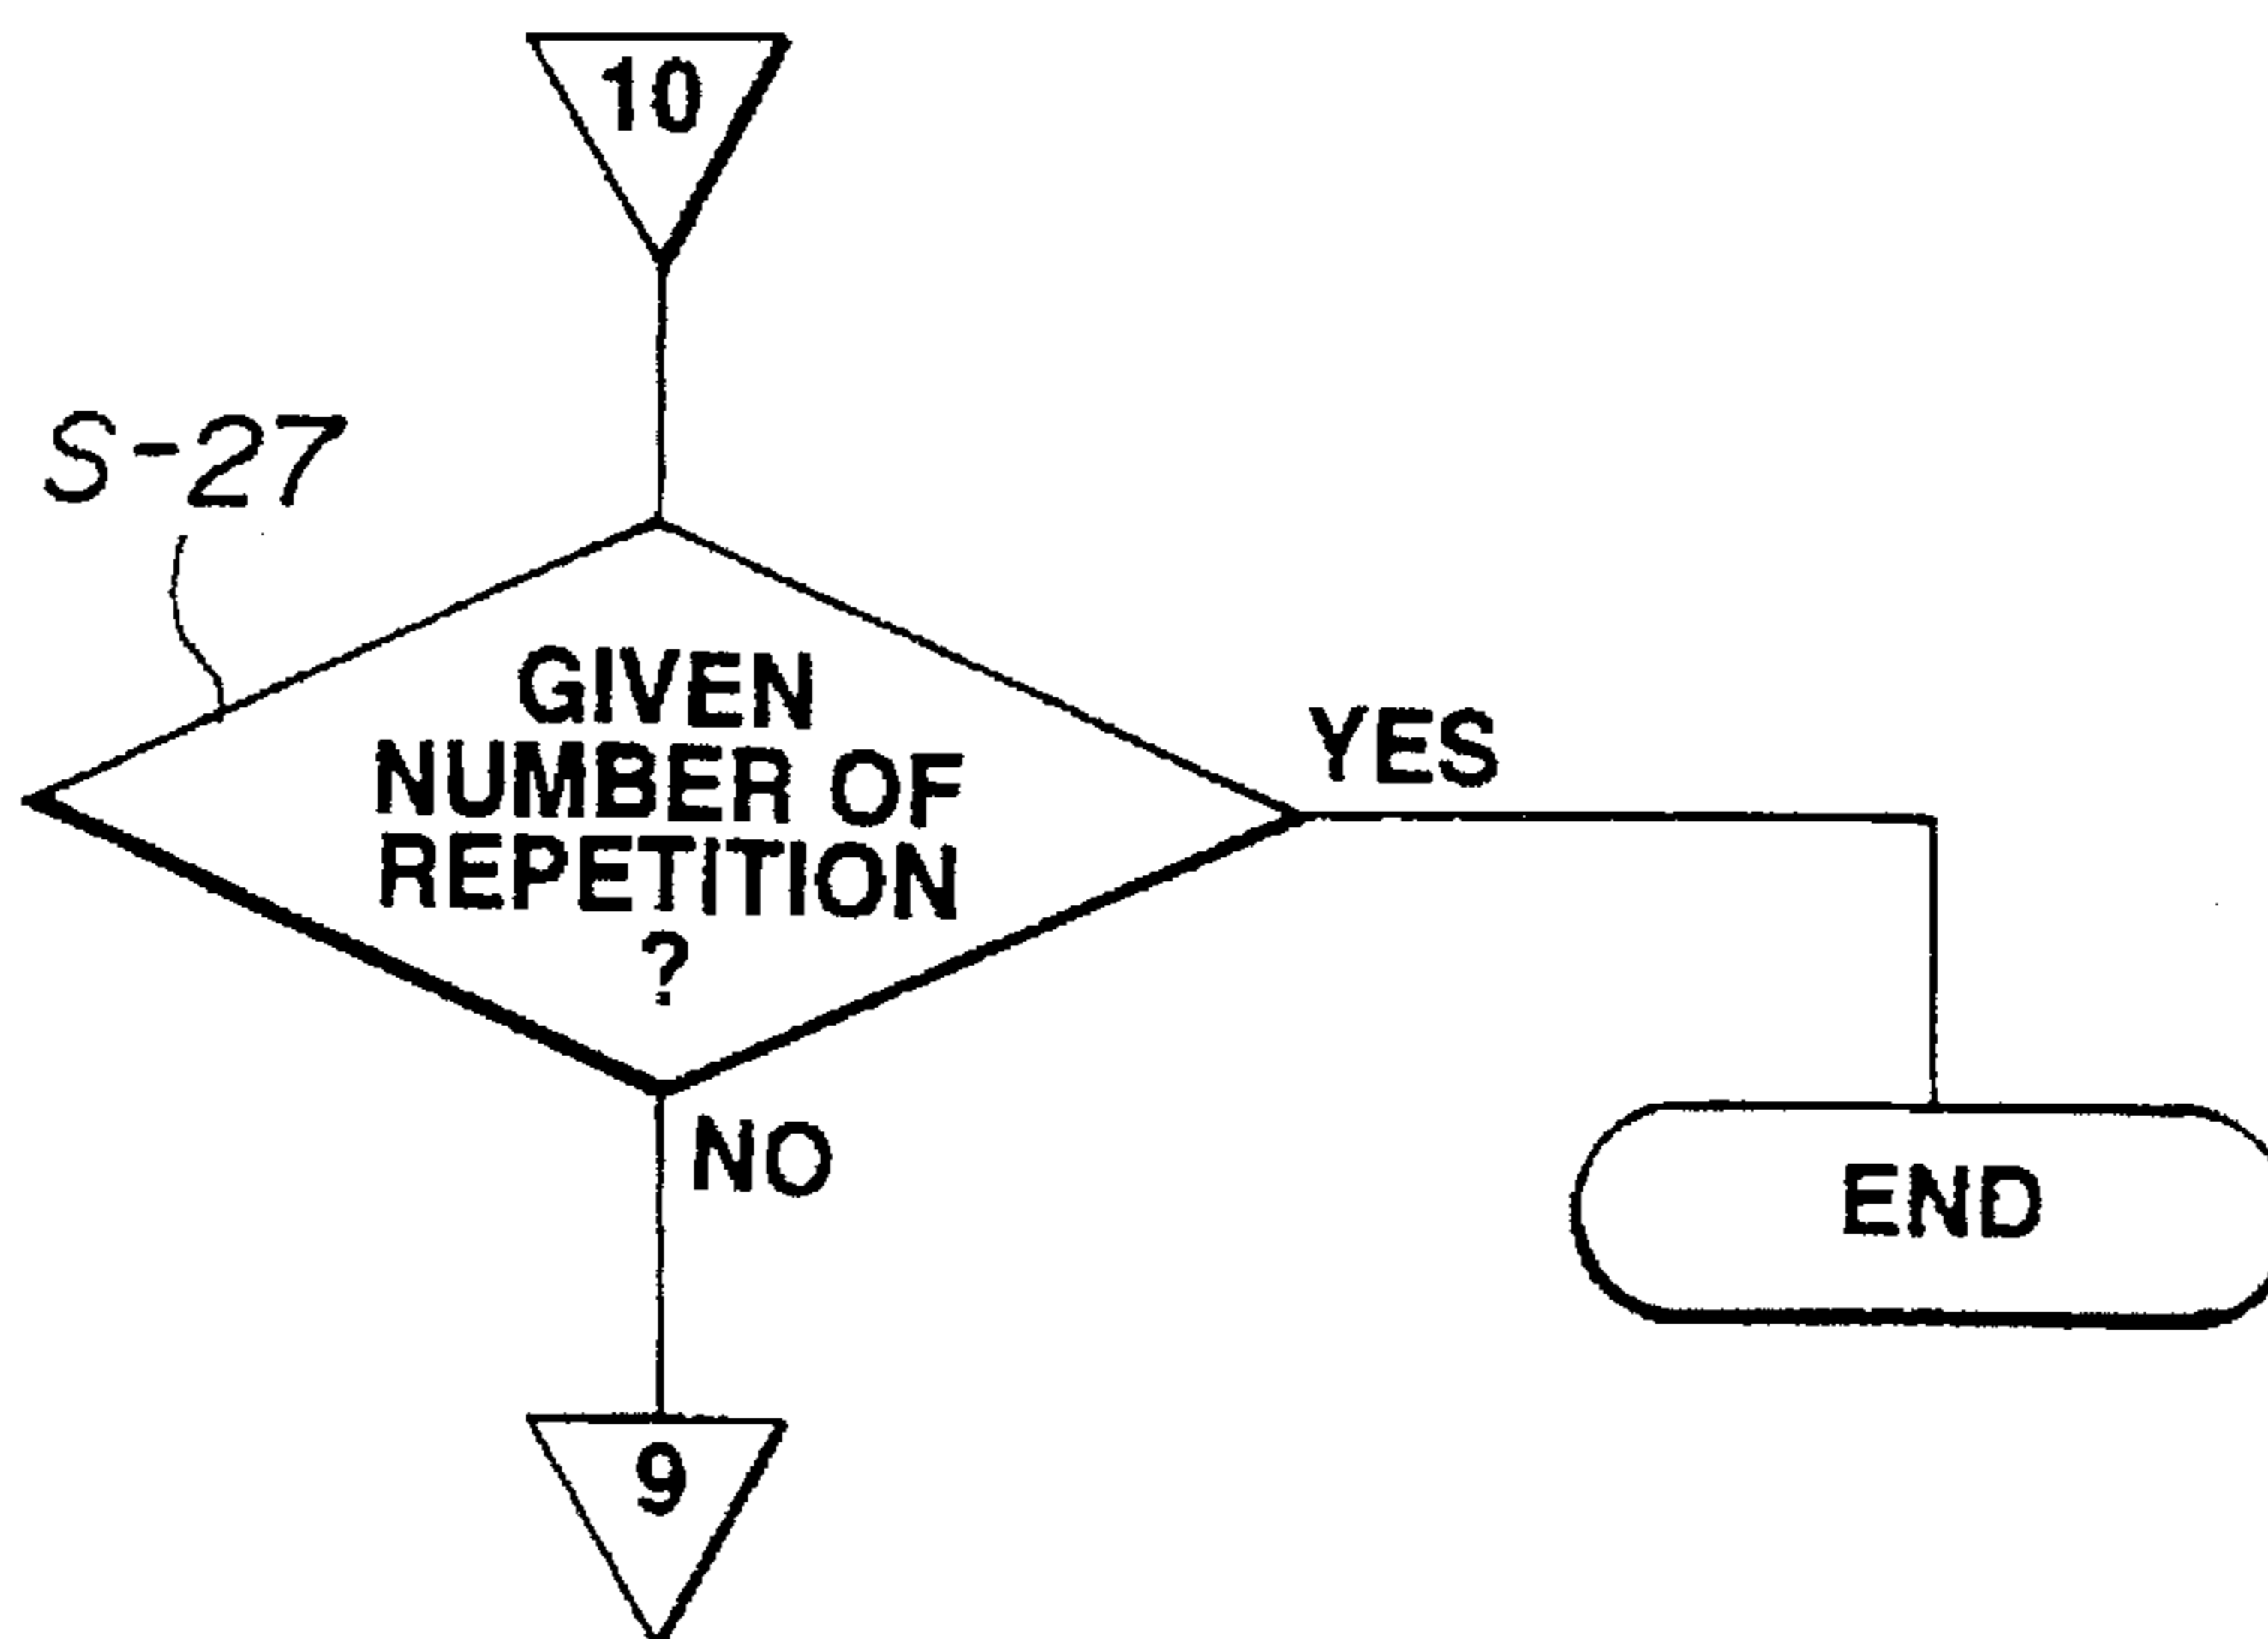 10
S-27
GIVEN
NUMBER OF
REPETITION
?
YES
NO
END
9